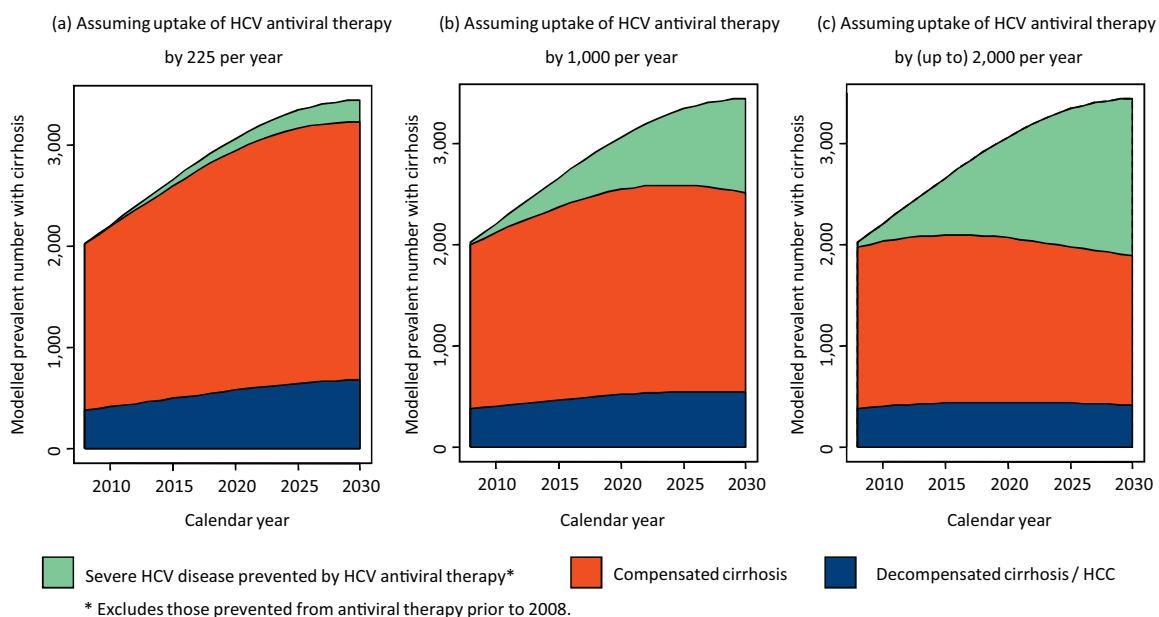 (a) Assuming uptake of HCV antiviral therapy
by 225 per year
(b) Assuming uptake of HCV antiviral therapy
by 1,000 per year
(c) Assuming uptake of HCV antiviral therapy
by (up to) 2,000 per year
Modelled prevalent number with cirrhosis
3,000
2,000
1,000
0
2010 2015 2020 2025 2030
Calendar year
Modelled prevalent number with cirrhosis
3,000
2,000
1,000
0
2010 2015 2020 2025 2030
Calendar year
Modelled prevalent number with cirrhosis
3,000
2,000
1,000
0
2010 2015 2020 2025 2030
Calendar year
Severe HCV disease prevented by HCV antiviral therapy*
Compensated cirrhosis
Decompensated cirrhosis / HCC
* Excludes those prevented from antiviral therapy prior to 2008.